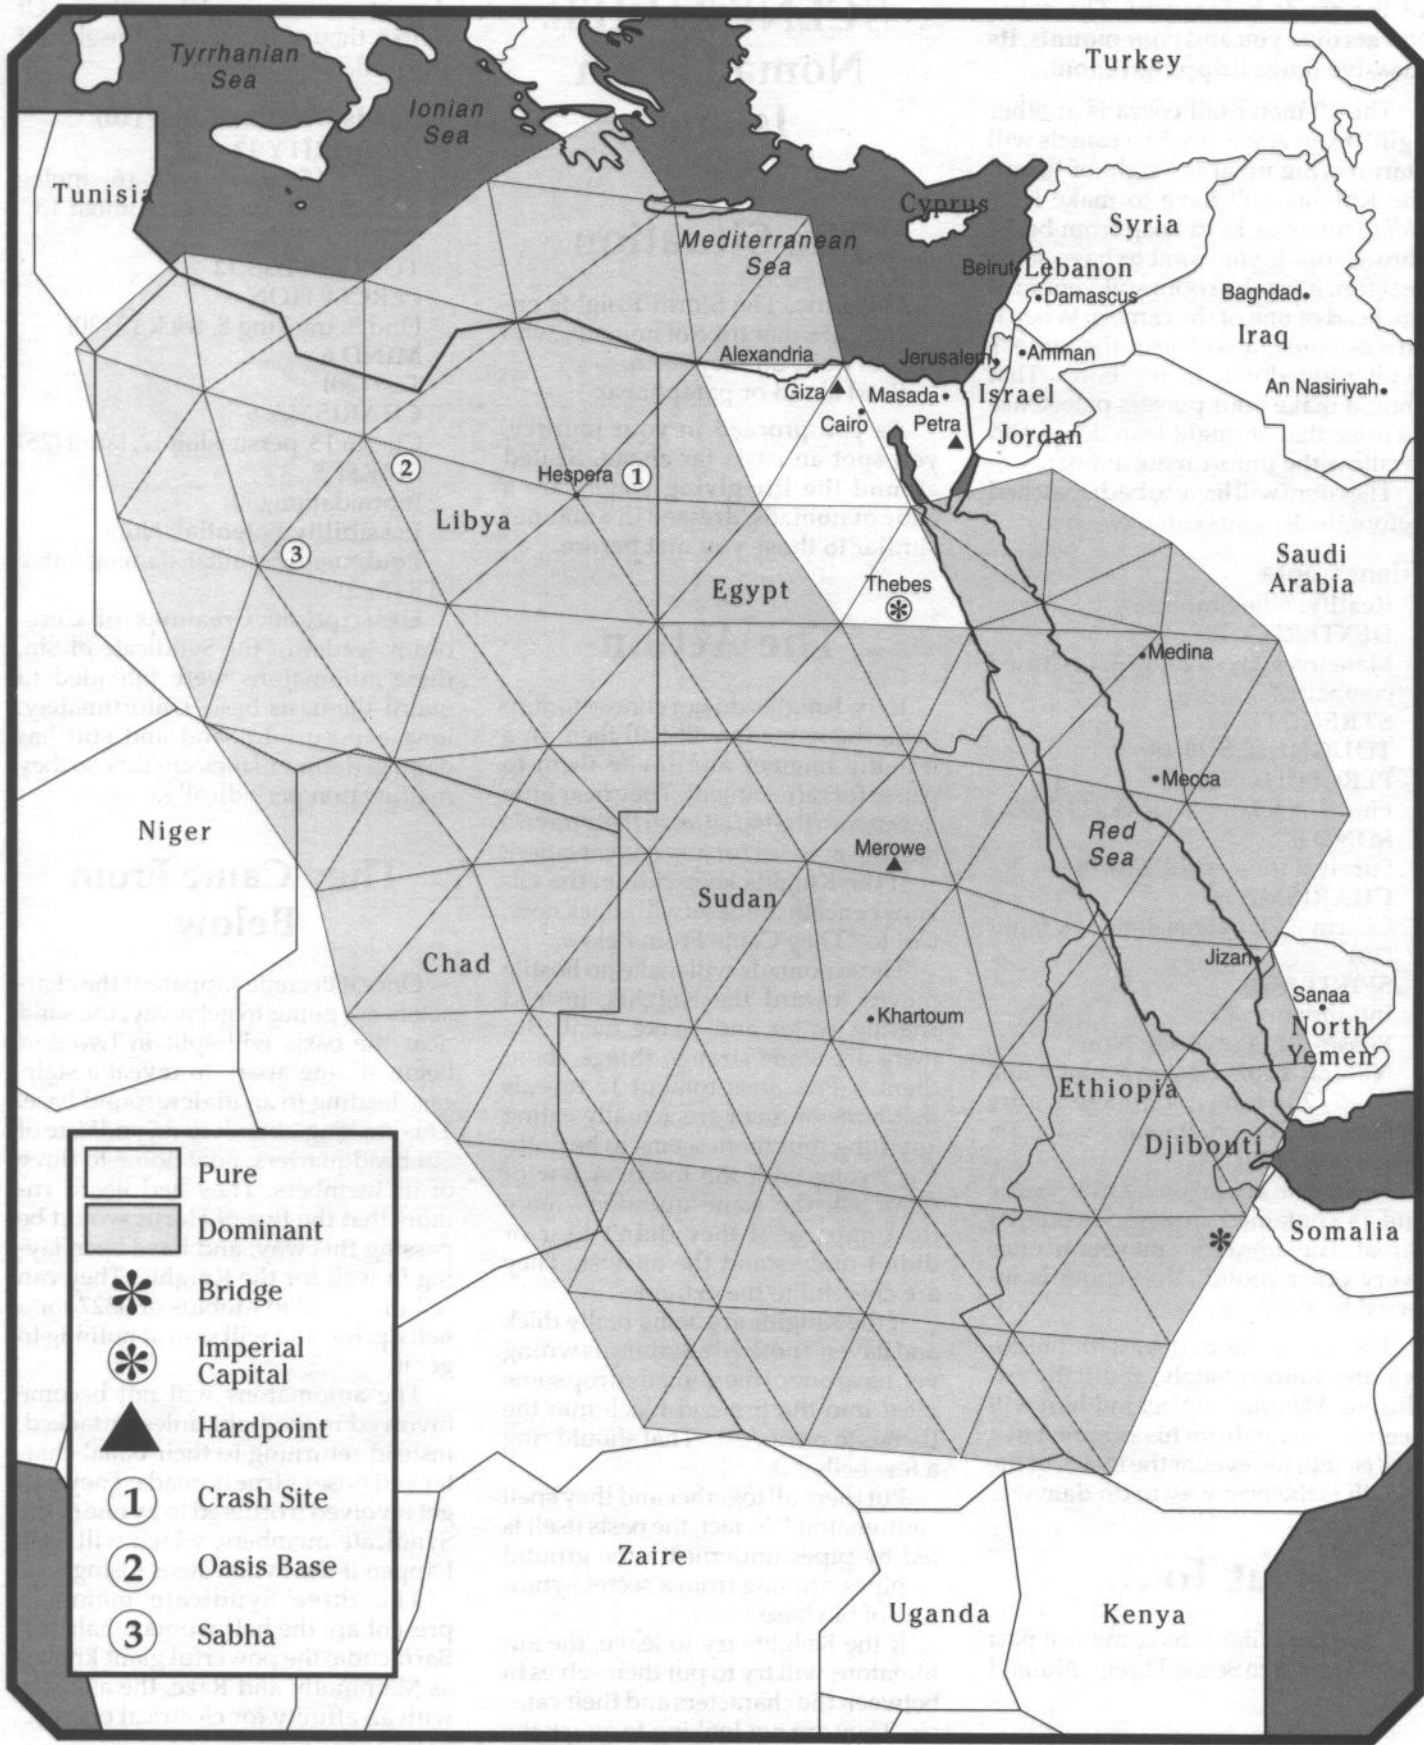 Tyrrhanian
Sea
Ionian
Sea
Turkey
Tunisia
Cyprus
Syria
Mediterranean
Sea
Beirut
Lebanon
Damascus
Baghdad
Iraq
Alexandria
Jerusalem
Amman
Giza
Masada
Israel
An Nasiriyah
Cairo
Petra
Jordan
2
Hespera
1
Libya
3
Saudi
Arabia
Egypt
Thebes
Medina
Mecca
Niger
Red
Sea
Merowe
Sudan
Chad
Jizan
Sanaa
North
Yemen
Khartoum
Ethiopia
Djibouti
Somalia
Pure
Dominant
Bridge
Imperial
Capital
Hardpoint
1 Crash Site
2 Oasis Base
3 Sabha
Zaire
Uganda
Kenya